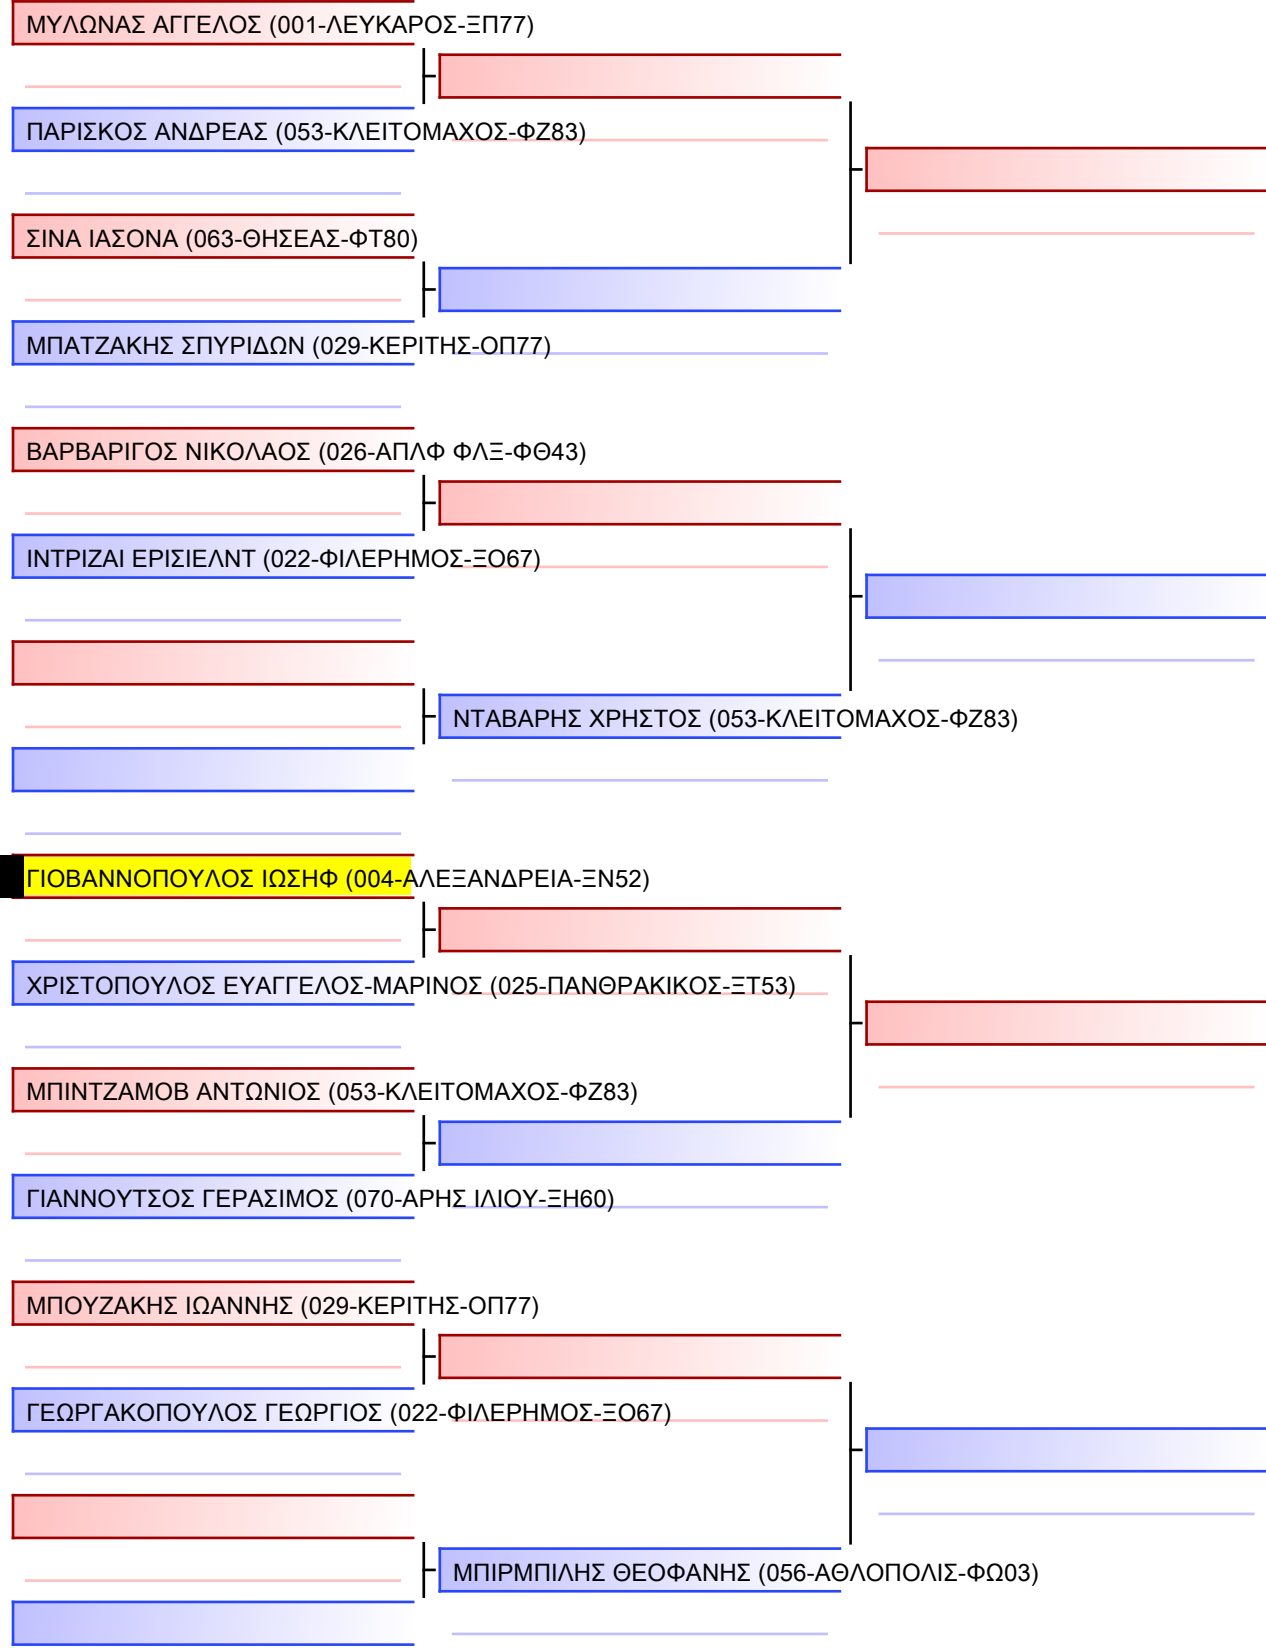 ΜΥΛΩΝΑΣ ΑΓΓΕΛΟΣ (001-ΛΕΥΚΑΡΟΣ-ΞΠ77)
ΠΑΡΙΣΚΟΣ ΑΝΔΡΕΑΣ (053-ΚΛΕΙΤΟΜΑΧΟΣ-ΦΖ83)
ΣΙΝΑ ΙΑΣΟΝΑ (063-ΘΗΣΕΑΣ-ΦΤ80)
ΜΠΑΤΖΑΚΗΣ ΣΠΥΡΙΔΩΝ (029-ΚΕΡΙΤΗΣ-ΟΠ77)
ΒΑΡΒΑΡΙΓΟΣ ΝΙΚΟΛΑΟΣ (026-ΑΠΛΦ ΦΛΞ-ΦΘ43)
ΙΝΤΡΙΖΑΙ ΕΡΙΣΙΕΛΝΤ (022-ΦΙΛΕΡΗΜΟΣ-ΞΟ67)
ΝΤΑΒΑΡΗΣ ΧΡΗΣΤΟΣ (053-ΚΛΕΙΤΟΜΑΧΟΣ-ΦΖ83)
ΓΙΟΒΑΝΝΟΠΟΥΛΟΣ ΙΩΣΗΦ (004-ΑΛΕΞΑΝΔΡΕΙΑ-ΞΝ52)
ΧΡΙΣΤΟΠΟΥΛΟΣ ΕΥΑΓΓΕΛΟΣ-ΜΑΡΙΝΟΣ (025-ΠΑΝΘΡΑΚΙΚΟΣ-ΞΤ53)
ΜΠΙΝΤΖΑΜΟΒ ΑΝΤΩΝΙΟΣ (053-ΚΛΕΙΤΟΜΑΧΟΣ-ΦΖ83)
ΓΙΑΝΝΟΥΤΣΟΣ ΓΕΡΑΣΙΜΟΣ (070-ΑΡΗΣ ΙΛΙΟΥ-ΞΗ60)
ΜΠΟΥΖΑΚΗΣ ΙΩΑΝΝΗΣ (029-ΚΕΡΙΤΗΣ-ΟΠ77)
ΓΕΩΡΓΑΚΟΠΟΥΛΟΣ ΓΕΩΡΓΙΟΣ (022-ΦΙΛΕΡΗΜΟΣ-ΞΟ67)
ΜΠΙΡΜΠΙΛΗΣ ΘΕΟΦΑΝΗΣ (056-ΑΘΛΟΠΟΛΙΣ-ΦΩ03)